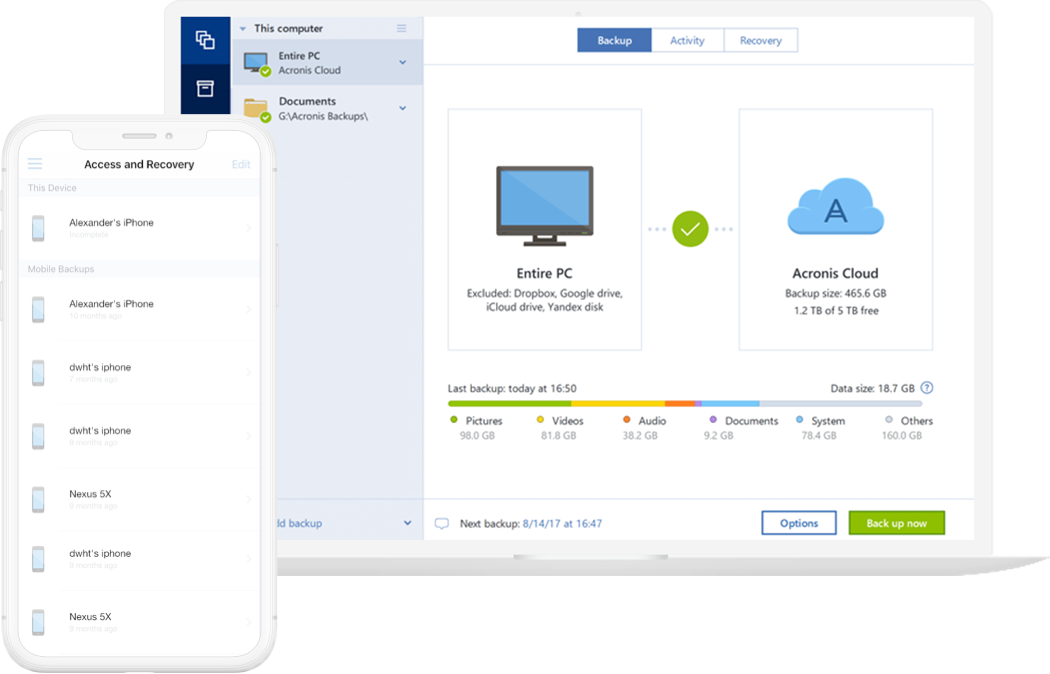 This computer
Entire PC
Acronis Cloud
Documents
G:\Acronis Backups\
Backup
Activity
Recovery
Entire PC
Excluded: Dropbox, Google drive,
iCloud drive, Yandex disk
Acronis Cloud
Backup size: 465.6 GB
1.2 TB of 5 TB free
Last backup: today at 16:50
Data size: 18.7 GB ?
Pictures
98.0 GB
Videos
81.8 GB
Audio
38.2 GB
Documents
9.2 GB
System
78.4 GB
Others
160.0 GB
dd backup
Next backup: 8/14/17 at 16:47
Options
Back up now
Access and Recovery
Edit
This Device
Alexander's iPhone
Incomplete
Mobile Backups
Alexander's iPhone
10 months ago
dwht's iphone
7 months ago
dwht's iphone
8 months ago
Nexus 5X
9 months ago
dwht's iphone
9 months ago
Nexus 5X
9 months ago